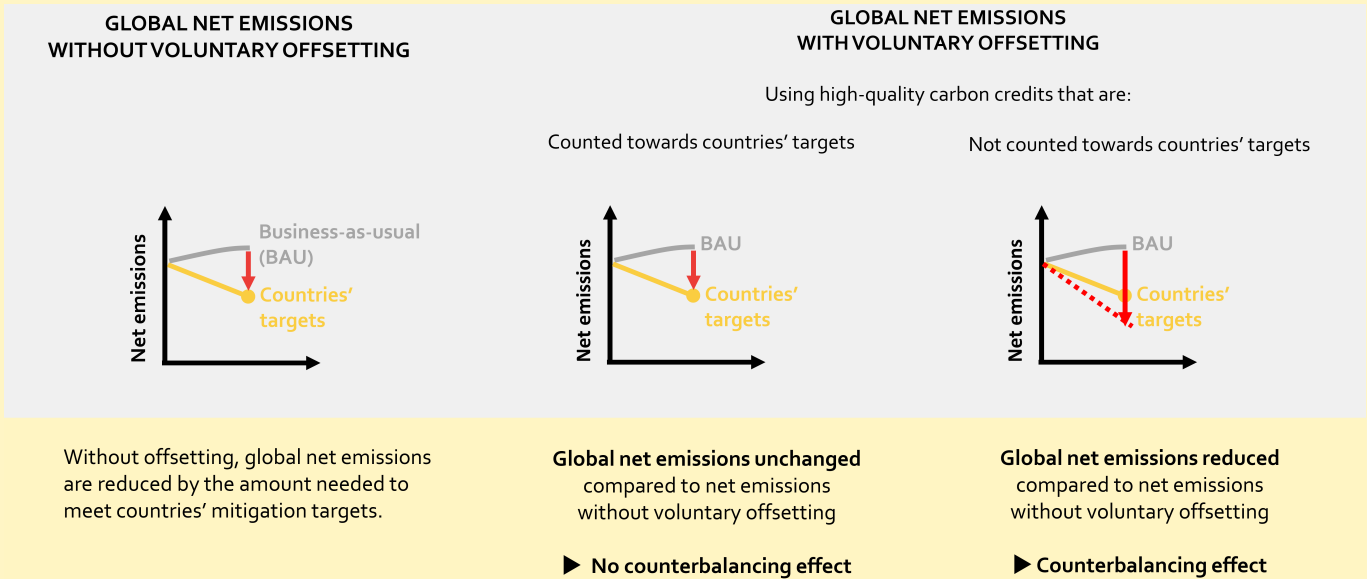 GLOBAL NET EMISSIONS
WITHOUT VOLUNTARY OFFSETTING
GLOBAL NET EMISSIONS
WITH VOLUNTARY OFFSETTING
Using high-quality carbon credits that are:
Counted towards countries' targets
Not counted towards countries' targets
Net emissions
Business-as-usual
(BAU)
Countries'
targets
Net emissions
BAU
Countries'
targets
Net emissions
BAU
Countries'
targets
Without offsetting, global net emissions
are reduced by the amount needed to
meet countries' mitigation targets.
Global net emissions unchanged
compared to net emissions
without voluntary offsetting
▶ No counterbalancing effect
Global net emissions reduced
compared to net emissions
without voluntary offsetting
▶ Counterbalancing effect